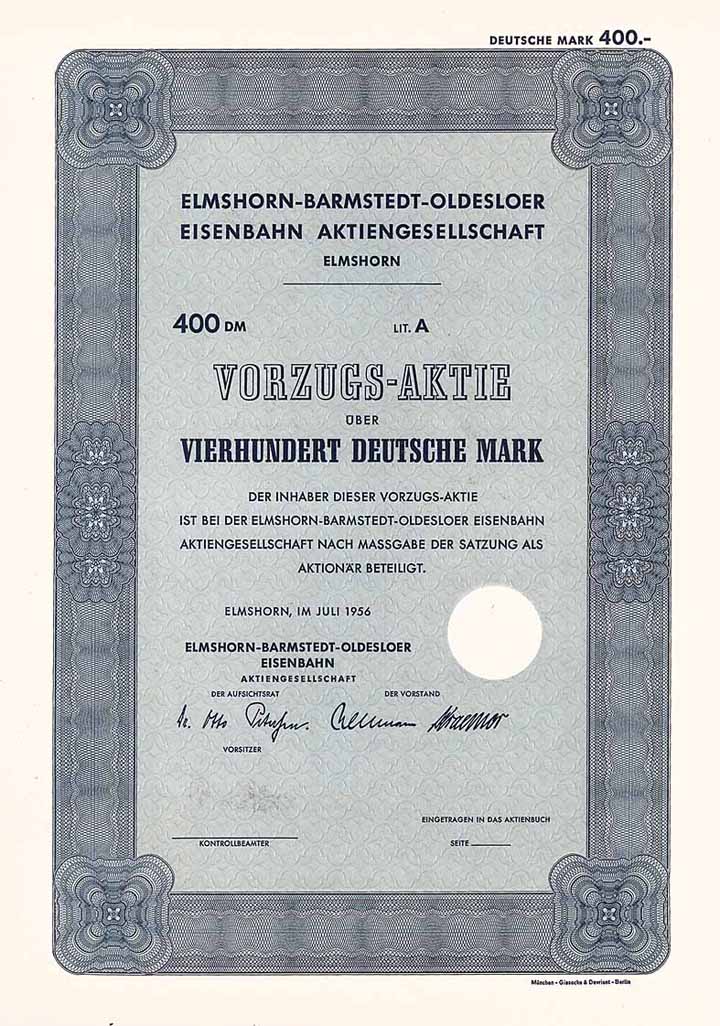 DEUTSCHE MARK 400.-
ELMSHORN-BARMSTEDT-OLDESLOER
EISENBAHN AKTIENGESELLSCHAFT
ELMSHORN
400 DM LIT. A
VORZUGS-AKTIE
ÜBER
VIERHUNDERT DEUTSCHE MARK
DER INHABER DIESER VORZUGS-AKTIE
IST BEI DER ELMSHORN-BARMSTEDT-OLDESLOER EISENBAHN
AKTIENGESELLSCHAFT NACH MASSGABE DER SATZUNG ALS
AKTIONÄR BETEILIGT.
ELMSHORN, IM JULI 1956
ELMSHORN-BARMSTEDT-OLDESLOER
EISENBAHN
AKTIENGESELLSCHAFT
DER AUFSICHTSRAT DER VORSTAND
Dr. Otto
VORSITZER
EINGETRAGEN IN DAS AKTIENBUCH
KONTROLLBEAMTER SEITE
München - Giesecke & Devrient - Berlin